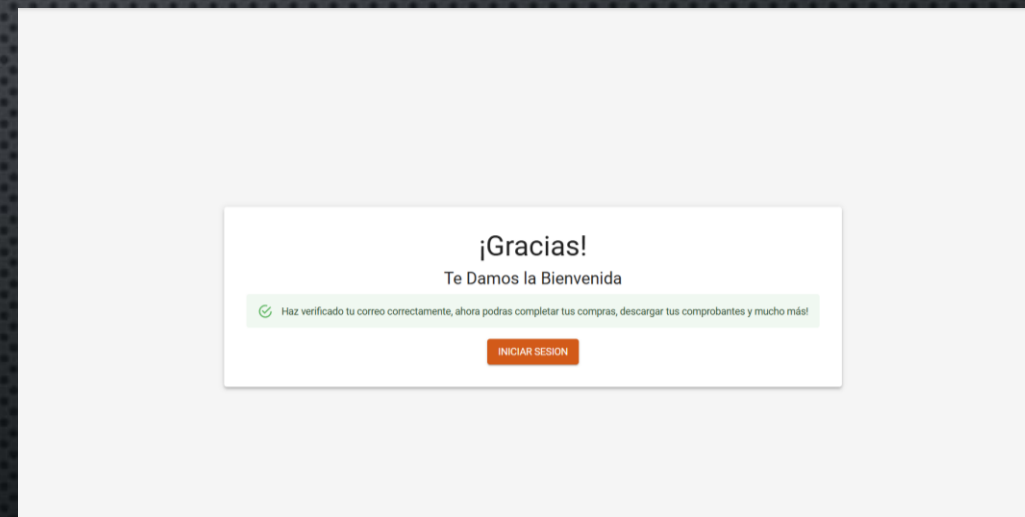 ¡Gracias!
Te Damos la Bienvenida
Haz verificado tu correo correctamente, ahora podras completar tus compras, descargar tus comprobantes y mucho más!
INICIAR SESION